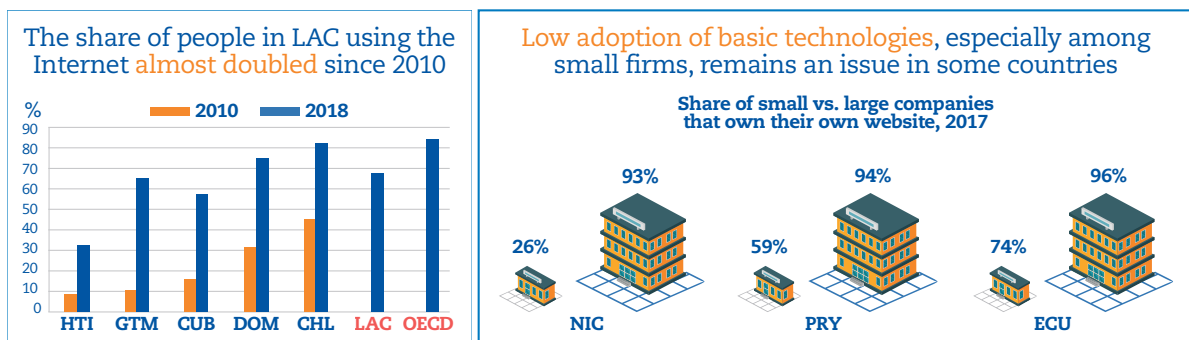 The share of people in LAC using the
Internet almost doubled since 2010
%
2010
2018
90
80
70
60
50
40
30
20
10
0
HTI GTM CUB DOM CHL LAC OECD
Low adoption of basic technologies, especially among
small firms, remains an issue in some countries
Share of small vs. large companies
that own their own website, 2017
26% 93% 59% 94% 74% 96%
NIC PRY ECU